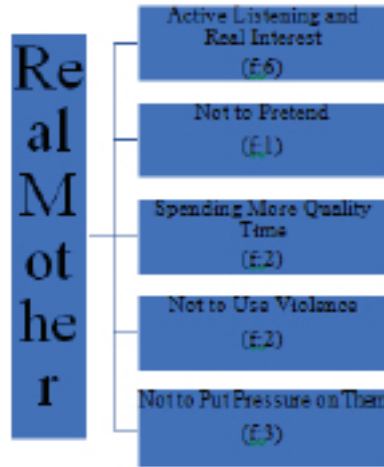 Re
al
M
ot
he
r
Active Listening and
Real Interest
(f:6)
Not to Pretend
(f:1)
Spending More Quality
Time
(f:2)
Not to Use Violence
(f:2)
Not to Put Pressure on Them
(f:3)